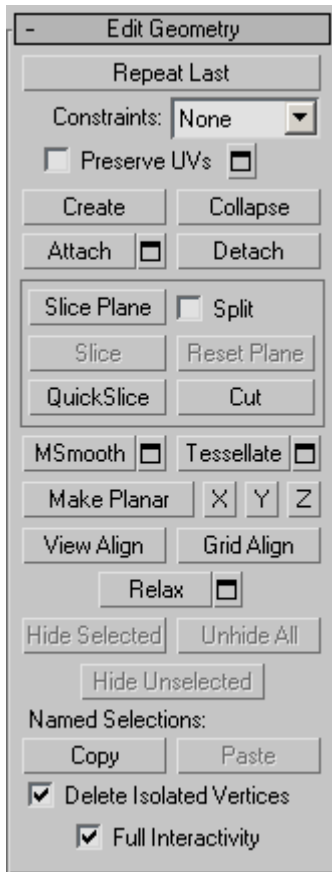 - Edit Geometry
Repeat Last
Constraints: None
Preserve UVs
Create Collapse
Attach Detach
Slice Plane Split
Slice Reset Plane
QuickSlice Cut
MSmooth Tessellate
Make Planar X Y Z
View Align Grid Align
Relax
Hide Selected Unhide All
Hide Unselected
Named Selections:
Copy Paste
Delete Isolated Vertices
Full Interactivity